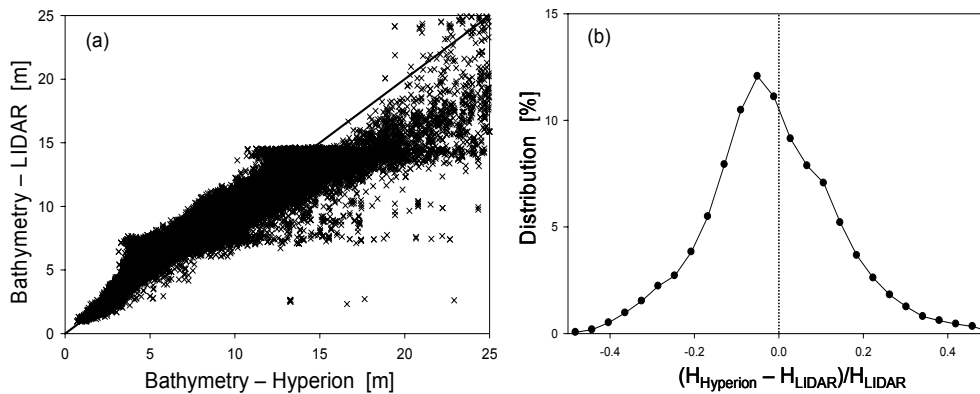 (a)
Bathymetry – LIDAR [m]
25
20
15
10
5
0
0 5 10 15 20 25
Bathymetry – Hyperion [m]
(b)
Distribution [%]
15
10
5
0
-0.4 -0.2 0.0 0.2 0.4
(H_Hyperion – H_LIDAR)/H_LIDAR